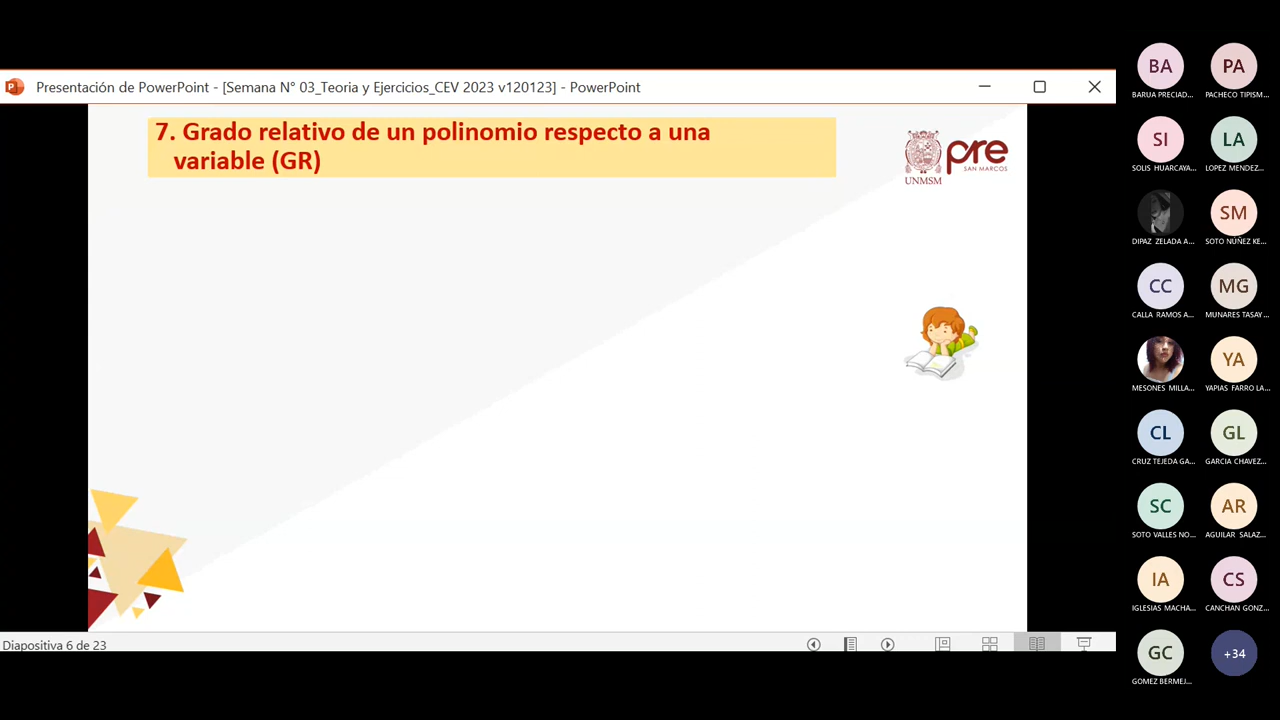 Presentación de PowerPoint - [Semana N° 03_Teoria y Ejercicios_CEV 2023 v120123] - PowerPoint
7. Grado relativo de un polinomio respecto a una
variable (GR)
UNMSM
pre
SAN MARCOS
Diapositiva 6 de 23
BA PA
BARUA PRECIAD... PACHECO TIPISM...
SI LA
SOLIS HUARCAYA... LOPEZ MENDEZ...
SM
DIPAZ ZELADA A... SOTO NÚÑEZ KE...
CC MG
CALLA RAMOS A... MUNARES TASAY...
YA
MESONES MILLA... YAPIAS FARRO LA...
CL GL
CRUZ TEJEDA GA... GARCIA CHAVEZ...
SC AR
SOTO VALLES NO... AGUILAR SALAZ...
IA CS
IGLESIAS MACHA... CANCHAN GONZ...
GC +34
GOMEZ BERMEJ...